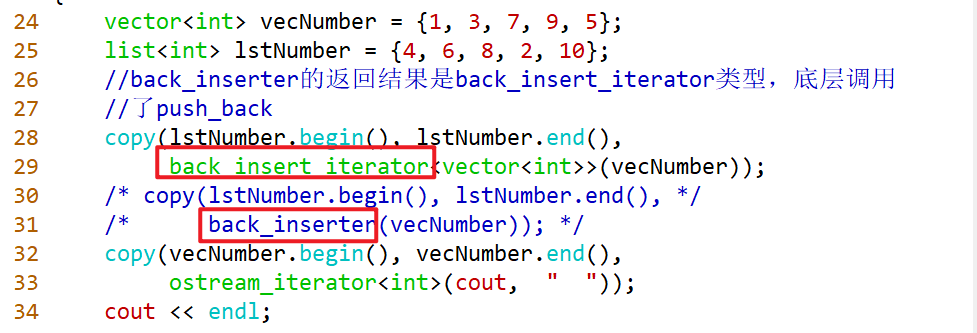 24 vector<int> vecNumber = {1, 3, 7, 9, 5};
25 list<int> lstNumber = {4, 6, 8, 2, 10};
26 //back_inserter的返回结果是back_insert_iterator类型，底层调用
27 //了push_back
28 copy(lstNumber.begin(), lstNumber.end(),
29 back_insert_iterator<vector<int>>(vecNumber));
30 /* copy(lstNumber.begin(), lstNumber.end(), */
31 /* back_inserter(vecNumber)); */
32 copy(vecNumber.begin(), vecNumber.end(),
33 ostream_iterator<int>(cout, "  "));
34 cout << endl;